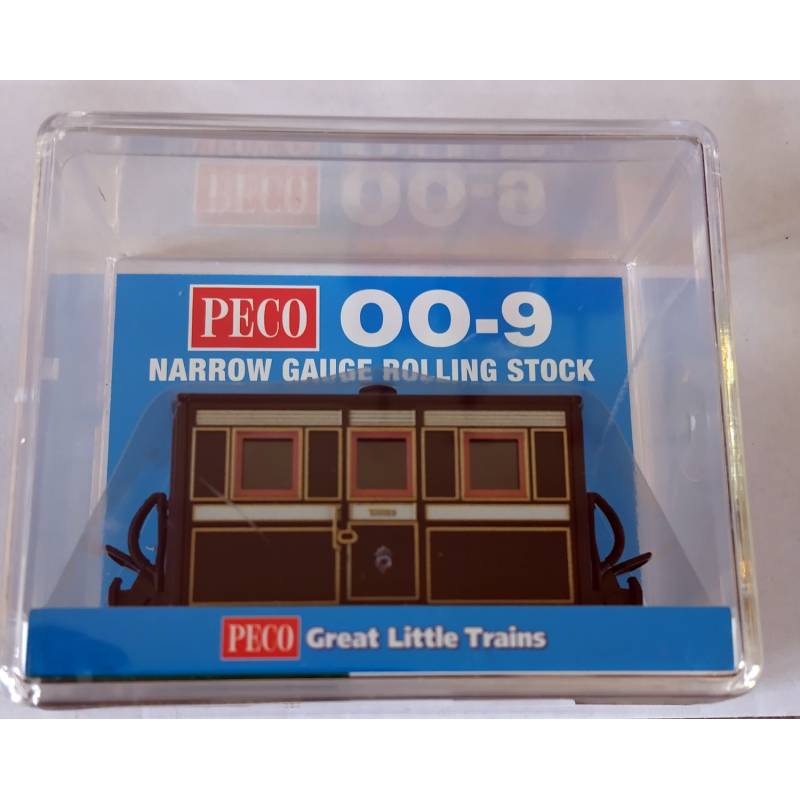 PECO OO-9
NARROW GAUGE ROLLING STOCK
PECO Great Little Trains